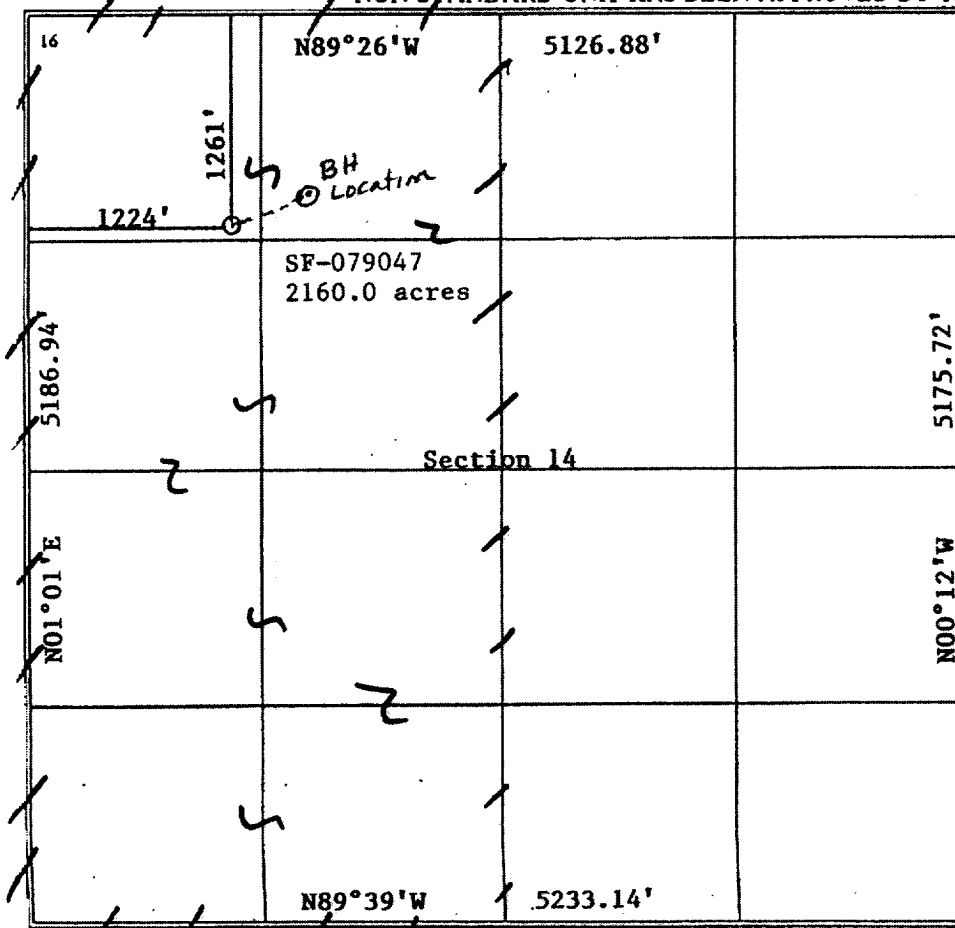 16
N89°26'W 5126.88'
1261'
BH
Location
1224'
SF-079047
2160.0 acres
5186.94'
5175.72'
Section 14
N01°01'E
N00°12'W
N89°39'W 5233.14'